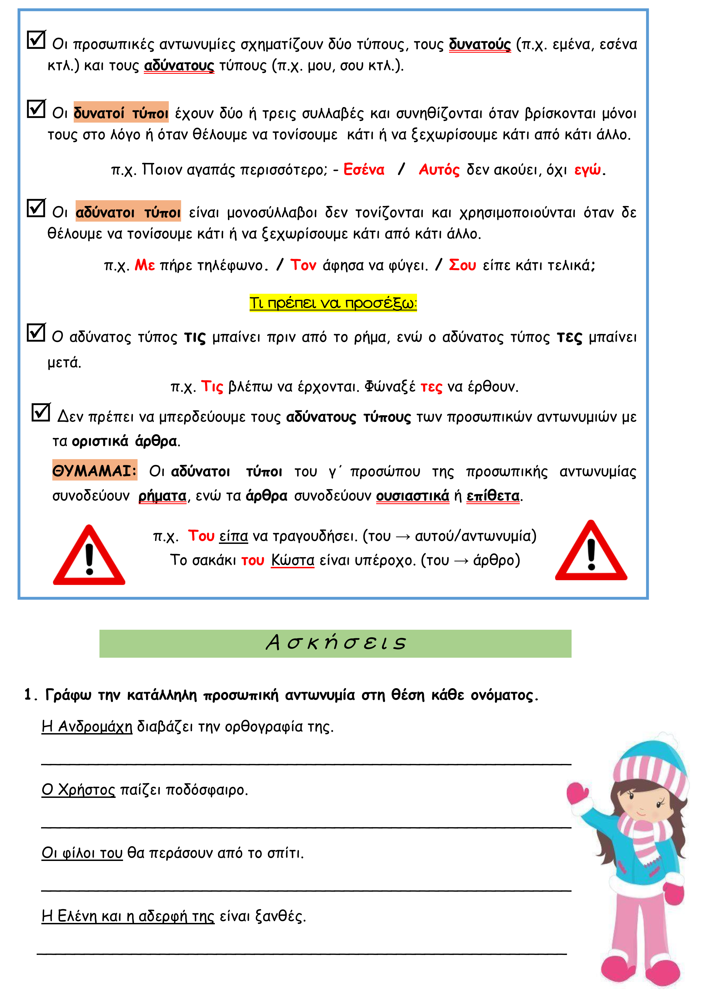 Οι προσωπικές αντωνυμίες σχηματίζουν δύο τύπους, τους δυνατούς (π.χ. εμένα, εσένα
κτλ.) και τους αδύνατους τύπους (π.χ. μου, σου κτλ.).
Οι δυνατοί τύποι έχουν δύο ή τρεις συλλαβές και συνηθίζονται όταν βρίσκονται μόνοι
τους στο λόγο ή όταν θέλουμε να τονίσουμε κάτι ή να ξεχωρίσουμε κάτι από κάτι άλλο.
π.χ. Ποιον αγαπάς περισσότερο; - Εσένα / Αυτός δεν ακούει, όχι εγώ.
Οι αδύνατοι τύποι είναι μονοσύλλαβοι δεν τονίζονται και χρησιμοποιούνται όταν δε
θέλουμε να τονίσουμε κάτι ή να ξεχωρίσουμε κάτι από κάτι άλλο.
π.χ. Με πήρε τηλέφωνο. / Τον άφησα να φύγει. / Σου είπε κάτι τελικά;
Τι πρέπει να προσέξω:
Ο αδύνατος τύπος τις μπαίνει πριν από το ρήμα, ενώ ο αδύνατος τύπος τες μπαίνει
μετά.
π.χ. Τις βλέπω να έρχονται. Φώναξέ τες να έρθουν.
Δεν πρέπει να μπερδεύουμε τους αδύνατους τύπους των προσωπικών αντωνυμιών με
τα οριστικά άρθρα.
ΘΥΜΑΜΑΙ: Οι αδύνατοι τύποι του γ΄ προσώπου της προσωπικής αντωνυμίας
συνοδεύουν ρήματα, ενώ τα άρθρα συνοδεύουν ουσιαστικά ή επίθετα.
π.χ. Του είπα να τραγουδήσει. (του → αυτού/αντωνυμία)
Το σακάκι του Κώστα είναι υπέροχο. (του → άρθρο)
Ασκήσεις
1. Γράφω την κατάλληλη προσωπική αντωνυμία στη θέση κάθε ονόματος.
Η Ανδρομάχη διαβάζει την ορθογραφία της.
Ο Χρήστος παίζει ποδόσφαιρο.
Οι φίλοι του θα περάσουν από το σπίτι.
Η Ελένη και η αδερφή της είναι ξανθές.